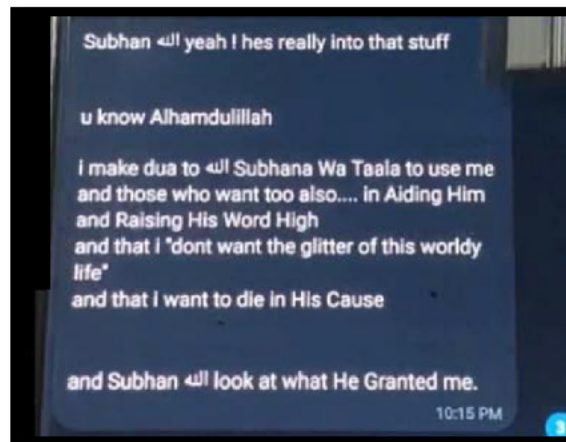 Subhan الله yeah ! hes really into that stuff
u know Alhamdulillah
i make dua to الله Subhana Wa Taala to use me
and those who want too also.... in Aiding Him
and Raising His Word High
and that i "dont want the glitter of this worldy
life"
and that i want to die in His Cause
and Subhan الله look at what He Granted me.
10:15 PM
3